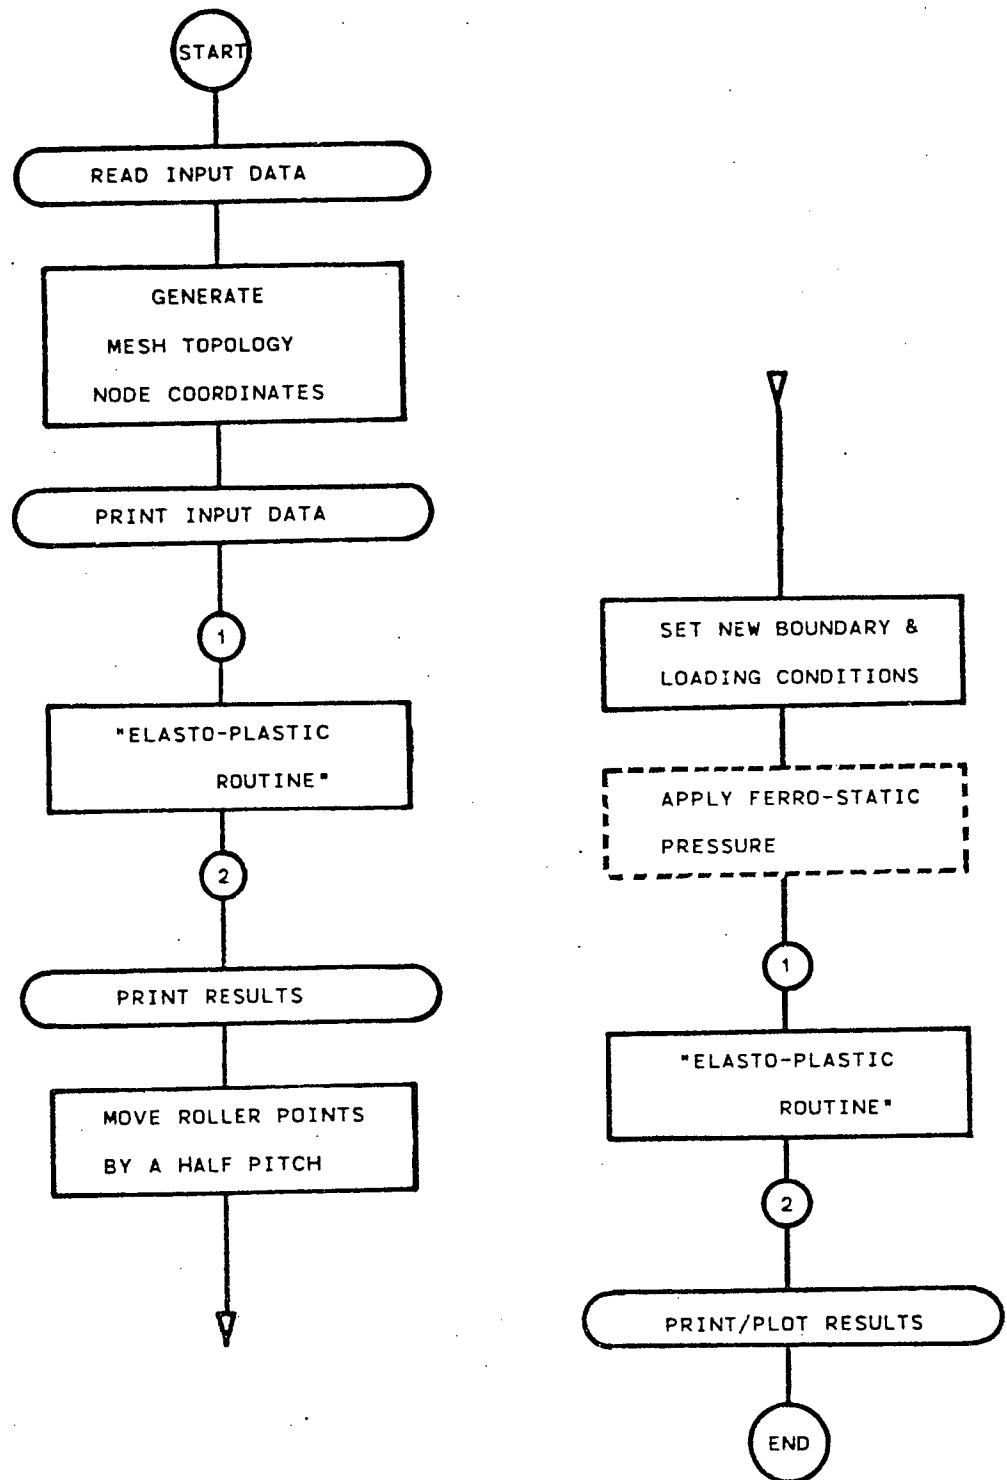 START
READ INPUT DATA
GENERATE
MESH TOPOLOGY
NODE COORDINATES
PRINT INPUT DATA
1
"ELASTO-PLASTIC
ROUTINE"
2
PRINT RESULTS
MOVE ROLLER POINTS
BY A HALF PITCH
SET NEW BOUNDARY &
LOADING CONDITIONS
APPLY FERRO-STATIC
PRESSURE
1
"ELASTO-PLASTIC
ROUTINE"
2
PRINT/PLOT RESULTS
END